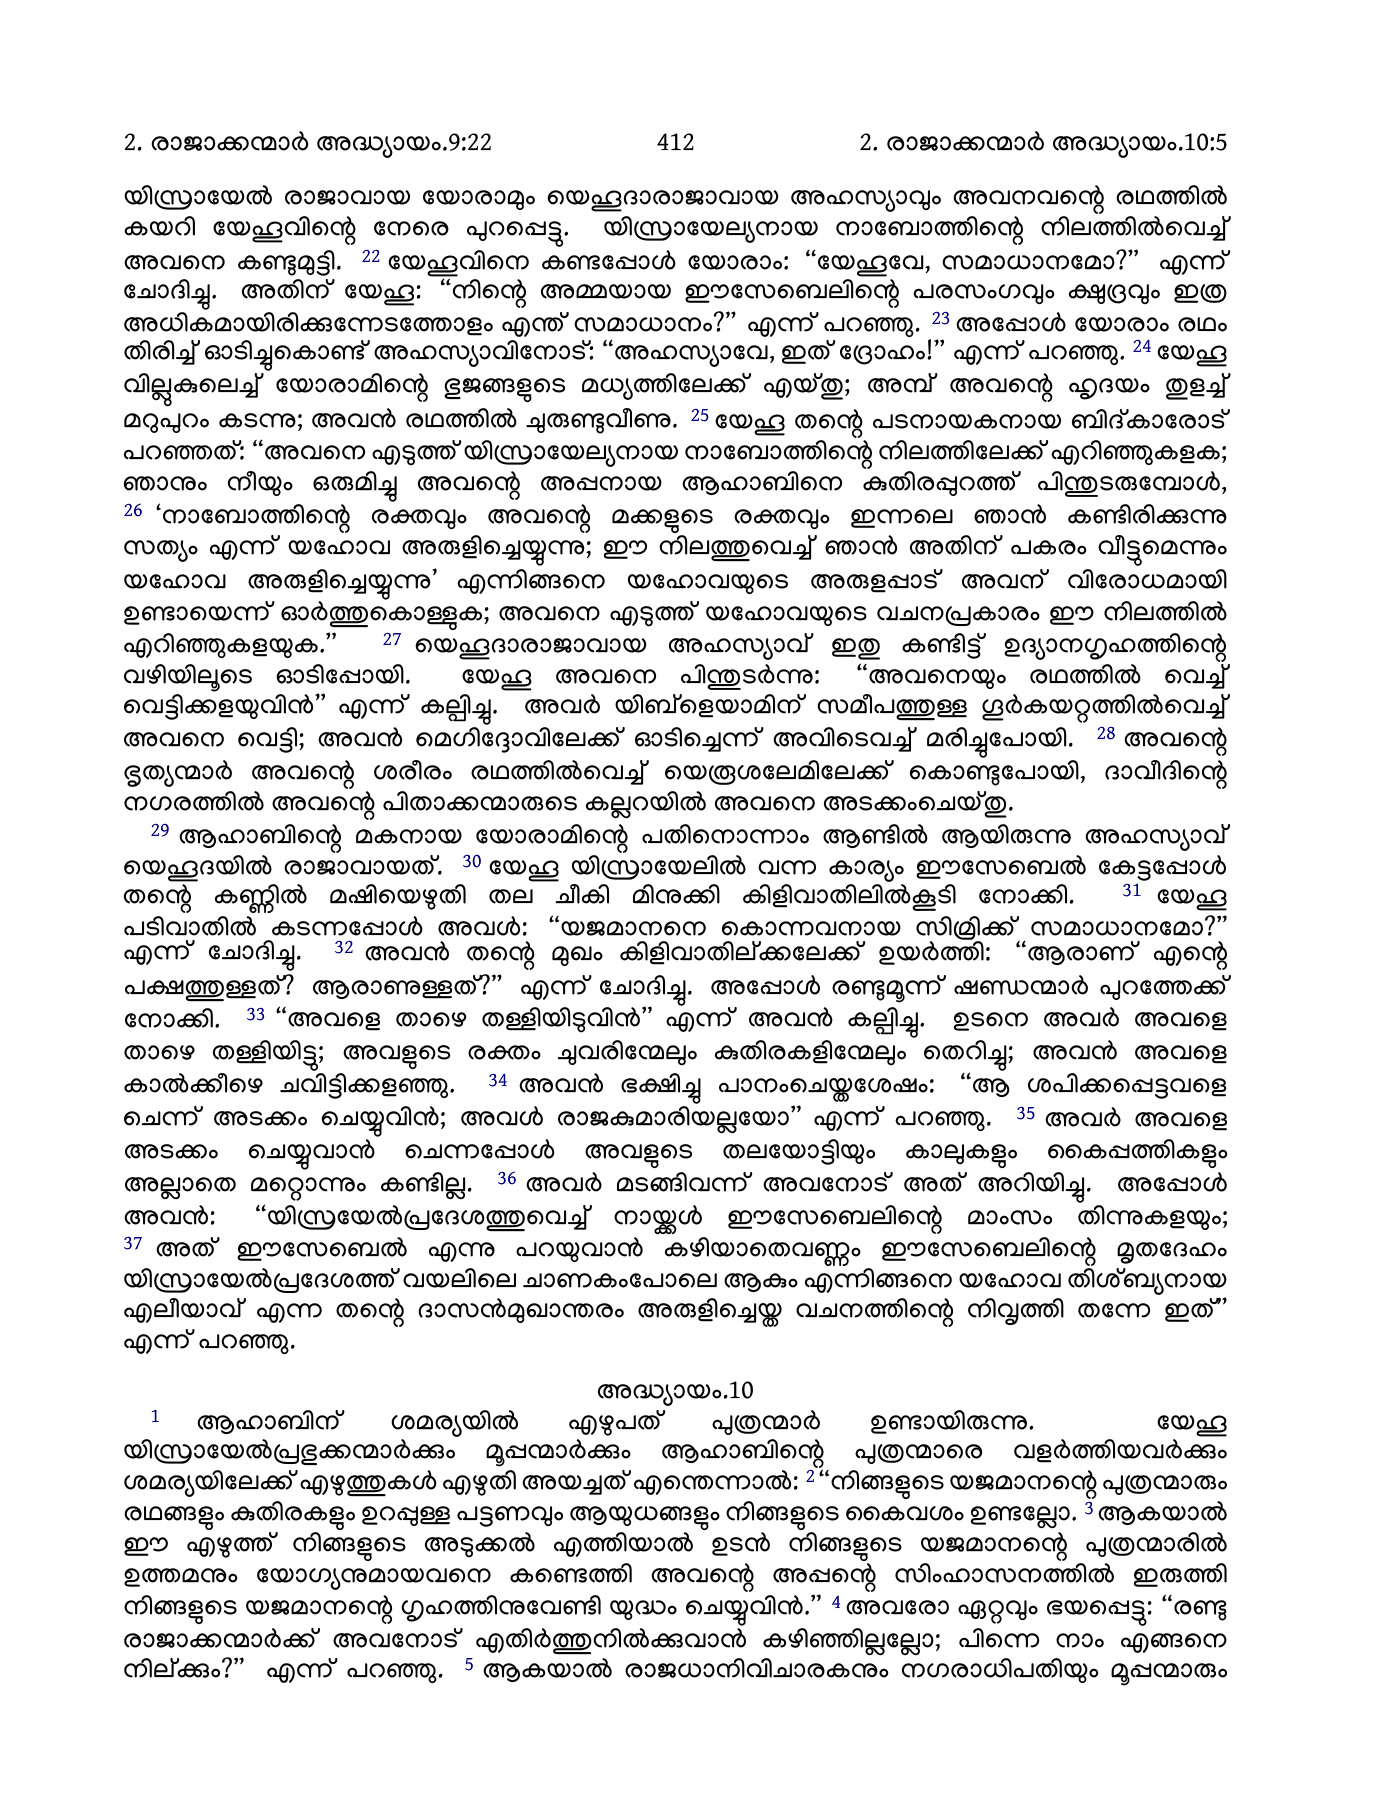 2. രാജാക്കന്മാർ അദ്ധ്യായം.9:22 412 2. രാജാക്കന്മാർ അദ്ധ്യായം.10:5
യിസ്രായേൽ രാജാവായ യോരാമും യെഹൂദാരാജാവായ അഹസ്യാവും അവനവന്റെ രഥത്തിൽ
കയറി യേഹൂവിന്റെ നേരെ പുറപ്പെട്ടു. യിസ്രായേല്യനായ നാബോത്തിന്റെ നിലത്തിൽവെച്ച്
അവനെ കണ്ടുമുട്ടി. 22 യേഹൂവിനെ കണ്ടപ്പോൾ യോരാം: “യേഹൂവേ, സമാധാനമോ?” എന്ന്
ചോദിച്ചു. അതിന് യേഹൂ: “നിന്റെ അമ്മയായ ഈസേബെലിന്റെ പരസംഗവും ക്ഷുദ്രവും ഇത്ര
അധികമായിരിക്കുന്നേടത്തോളം എന്ത് സമാധാനം?” എന്ന് പറഞ്ഞു. 23 അപ്പോൾ യോരാം രഥം
തിരിച്ച് ഓടിച്ചുകൊണ്ട് അഹസ്യാവിനോട്: “അഹസ്യാവേ, ഇത് ദ്രോഹം!” എന്ന് പറഞ്ഞു. 24 യേഹൂ
വില്ലുകുലെച്ച് യോരാമിന്റെ ഭുജങ്ങളുടെ മധ്യത്തിലേക്ക് എയ്തു; അമ്പ് അവന്റെ ഹൃദയം തുളച്ച്
മറുപുറം കടന്നു; അവൻ രഥത്തിൽ ചുരുണ്ടുവീണു. 25 യേഹൂ തന്റെ പടനായകനായ ബിദ്കാരോട്
പറഞ്ഞത്: “അവനെ എടുത്ത് യിസ്രായേല്യനായ നാബോത്തിന്റെ നിലത്തിലേക്ക് എറിഞ്ഞുകളക;
ഞാനും നീയും ഒരുമിച്ചു അവന്റെ അപ്പനായ ആഹാബിനെ കുതിരപ്പുറത്ത് പിന്തുടരുമ്പോൾ,
26 ‘നാബോത്തിന്റെ രക്തവും അവന്റെ മക്കളുടെ രക്തവും ഇന്നലെ ഞാൻ കണ്ടിരിക്കുന്നു
സത്യം എന്ന് യഹോവ അരുളിച്ചെയ്യുന്നു; ഈ നിലത്തുവെച്ച് ഞാൻ അതിന് പകരം വീട്ടുമെന്നും
യഹോവ അരുളിച്ചെയ്യുന്നു’ എന്നിങ്ങനെ യഹോവയുടെ അരുളപ്പാട് അവന് വിരോധമായി
ഉണ്ടായെന്ന് ഓർത്തുകൊള്ളുക; അവനെ എടുത്ത് യഹോവയുടെ വചനപ്രകാരം ഈ നിലത്തിൽ
എറിഞ്ഞുകളയുക.” 27 യെഹൂദാരാജാവായ അഹസ്യാവ് ഇതു കണ്ടിട്ട് ഉദ്യാനഗൃഹത്തിന്റെ
വഴിയിലൂടെ ഓടിപ്പോയി. യേഹൂ അവനെ പിന്തുടർന്നു: “അവനെയും രഥത്തിൽ വെച്ച്
വെട്ടിക്കളയുവിൻ” എന്ന് കല്പിച്ചു. അവർ യിബ്ളെയാമിന് സമീപത്തുള്ള ഗൂർകയറ്റത്തിൽവെച്ച്
അവനെ വെട്ടി; അവൻ മെഗിദ്ദോവിലേക്ക് ഓടിച്ചെന്ന് അവിടെവച്ച് മരിച്ചുപോയി. 28 അവന്റെ
ഭൃത്യന്മാർ അവന്റെ ശരീരം രഥത്തിൽവെച്ച് യെരൂശലേമിലേക്ക് കൊണ്ടുപോയി, ദാവീദിന്റെ
നഗരത്തിൽ അവന്റെ പിതാക്കന്മാരുടെ കല്ലറയിൽ അവനെ അടക്കംചെയ്തു.
29 ആഹാബിന്റെ മകനായ യോരാമിന്റെ പതിനൊന്നാം ആണ്ടിൽ ആയിരുന്നു അഹസ്യാവ്
യെഹൂദയിൽ രാജാവായത്. 30 യേഹൂ യിസ്രായേലിൽ വന്ന കാര്യം ഈസേബെൽ കേട്ടപ്പോൾ
തന്റെ കണ്ണിൽ മഷിയെഴുതി തല ചീകി മിനുക്കി കിളിവാതിലിൽകൂടി നോക്കി. 31 യേഹൂ
പടിവാതിൽ കടന്നപ്പോൾ അവൾ: “യജമാനനെ കൊന്നവനായ സിമ്രിക്ക് സമാധാനമോ?”
എന്ന് ചോദിച്ചു. 32 അവൻ തന്റെ മുഖം കിളിവാതില്ക്കലേക്ക് ഉയർത്തി: “ആരാണ് എന്റെ
പക്ഷത്തുള്ളത്? ആരാണുള്ളത്?” എന്ന് ചോദിച്ചു. അപ്പോൾ രണ്ടുമൂന്ന് ഷണ്ഡന്മാർ പുറത്തേക്ക്
നോക്കി. 33 “അവളെ താഴെ തള്ളിയിടുവിൻ” എന്ന് അവൻ കല്പിച്ചു. ഉടനെ അവർ അവളെ
താഴെ തള്ളിയിട്ടു; അവളുടെ രക്തം ചുവരിന്മേലും കുതിരകളിന്മേലും തെറിച്ചു; അവൻ അവളെ
കാൽക്കീഴെ ചവിട്ടിക്കളഞ്ഞു. 34 അവൻ ഭക്ഷിച്ചു പാനംചെയ്തശേഷം: “ആ ശപിക്കപ്പെട്ടവളെ
ചെന്ന് അടക്കം ചെയ്യുവിൻ; അവൾ രാജകുമാരിയല്ലയോ” എന്ന് പറഞ്ഞു. 35 അവർ അവളെ
അടക്കം ചെയ്യുവാൻ ചെന്നപ്പോൾ അവളുടെ തലയോട്ടിയും കാലുകളും കൈപ്പത്തികളും
അല്ലാതെ മറ്റൊന്നും കണ്ടില്ല. 36 അവർ മടങ്ങിവന്ന് അവനോട് അത് അറിയിച്ചു. അപ്പോൾ
അവൻ: “യിസ്രയേൽപ്രദേശത്തുവെച്ച് നായ്ക്കൾ ഈസേബെലിന്റെ മാംസം തിന്നുകളയും;
37 അത് ഈസേബെൽ എന്നു പറയുവാൻ കഴിയാതെവണ്ണം ഈസേബെലിന്റെ മൃതദേഹം
യിസ്രായേൽപ്രദേശത്ത് വയലിലെ ചാണകംപോലെ ആകും എന്നിങ്ങനെ യഹോവ തിശ്ബ്യനായ
എലീയാവ് എന്ന തന്റെ ദാസൻമുഖാന്തരം അരുളിച്ചെയ്ത വചനത്തിന്റെ നിവൃത്തി തന്നേ ഇത്”
എന്ന് പറഞ്ഞു.
അദ്ധ്യായം.10
1 ആഹാബിന് ശമര്യയിൽ എഴുപത് പുത്രന്മാർ ഉണ്ടായിരുന്നു. യേഹൂ
യിസ്രായേൽപ്രഭുക്കന്മാർക്കും മൂപ്പന്മാർക്കും ആഹാബിന്റെ പുത്രന്മാരെ വളർത്തിയവർക്കും
ശമര്യയിലേക്ക് എഴുത്തുകൾ എഴുതി അയച്ചത് എന്തെന്നാൽ: 2 “നിങ്ങളുടെ യജമാനന്റെ പുത്രന്മാരും
രഥങ്ങളും കുതിരകളും ഉറപ്പുള്ള പട്ടണവും ആയുധങ്ങളും നിങ്ങളുടെ കൈവശം ഉണ്ടല്ലോ. 3 ആകയാൽ
ഈ എഴുത്ത് നിങ്ങളുടെ അടുക്കൽ എത്തിയാൽ ഉടൻ നിങ്ങളുടെ യജമാനന്റെ പുത്രന്മാരിൽ
ഉത്തമനും യോഗ്യനുമായവനെ കണ്ടെത്തി അവന്റെ അപ്പന്റെ സിംഹാസനത്തിൽ ഇരുത്തി
നിങ്ങളുടെ യജമാനന്റെ ഗൃഹത്തിനുവേണ്ടി യുദ്ധം ചെയ്യുവിൻ.” 4 അവരോ ഏറ്റവും ഭയപ്പെട്ടു: “രണ്ടു
രാജാക്കന്മാർക്ക് അവനോട് എതിർത്തുനിൽക്കുവാൻ കഴിഞ്ഞില്ലല്ലോ; പിന്നെ നാം എങ്ങനെ
നില്ക്കും?” എന്ന് പറഞ്ഞു. 5 ആകയാൽ രാജധാനിവിചാരകനും നഗരാധിപതിയും മൂപ്പന്മാരും